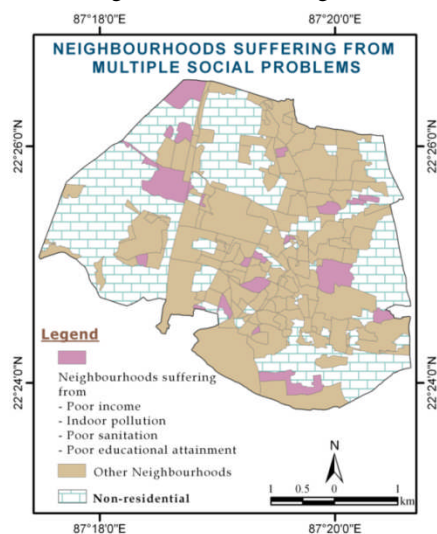 87°18'0"E 87°20'0"E
NEIGHBOURHOODS SUFFERING FROM
MULTIPLE SOCIAL PROBLEMS
22°26'0"N 22°26'0"N
22°24'0"N 22°24'0"N
Legend
Neighbourhoods suffering
from
- Poor income
- Indoor pollution
- Poor sanitation
- Poor educational attainment
Other Neighbourhoods
Non-residential
N
1 0.5 0 1
km
87°18'0"E 87°20'0"E